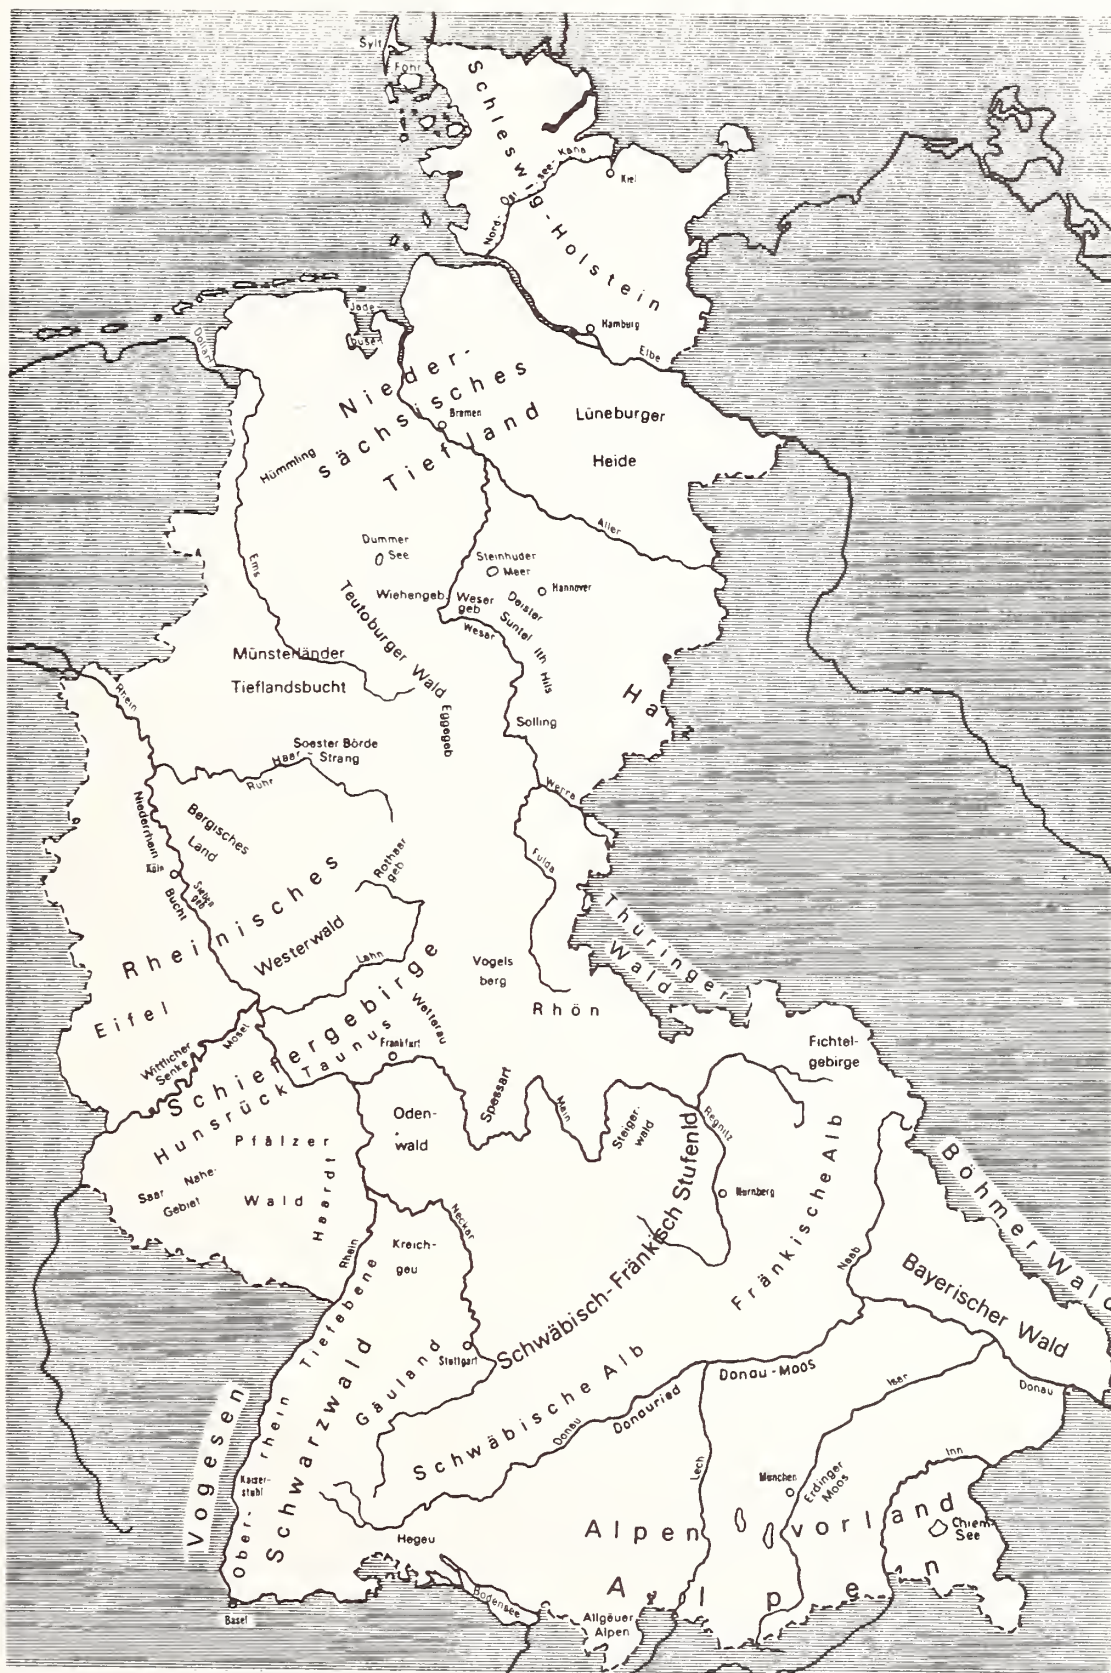 Sylt
Föhr
Schleswig-Holstein
Nord-Ost-see-Kana
Kiel
Hamburg
Elbe
Jade
busen
Dollart
Nieder-
sächsisches
Tiefland
Bremen
Lüneburger
Heide
Hümmling
Aller
Ems
Dummer
See
Steinhuder
Meer
Hannover
Wiehengeb
Weser
geb
Deister
Süntel
Ith
Hils
Weser
Teutoburger Wald
Münsterländer
Tieflandsbucht
Eggegeb
Solling
Harz
Rhein
Soester Börde
Haar-Strang
Ruhr
Werra
Niederrhein
Bucht
Bergisches
Land
Köln
Sieben
geb
Rothaar
geb
Fulda
Rheinisches
Schiefergebirge
Westerwald
Lahn
Vogels
berg
Rhön
Thüringer
Wald
Eifel
Wittlicher
Senke
Mosel
Taunus
Wetterau
Frankfurt
Hunsrück
Fichtel-
gebirge
Spessart
Main
Steiger-
wald
Regnitz
Oden-
wald
Pfälzer
Wald
Saar Nahe-
Gebiet
Haardt
Nürnberg
Fränkische Alb
Böhmer Wald
Neckar
Rhein
Kreich-
gau
Naab
Bayerischer Wald
Schwäbisch-Fränkisch Stufenld
Stuttgart
Gäuland
Ober-rhein Tiefebene
Schwarzwald
Vogesen
Kaiser-
stuhl
Schwäbische Alb
Donau
Donauried
Donau-Moos
Isar
Donau
Inn
Lech
München
Erdinger
Moos
Alpenvorland
Chiem
See
Hegau
Bodensee
Alpen
Allgäuer
Alpen
Basel